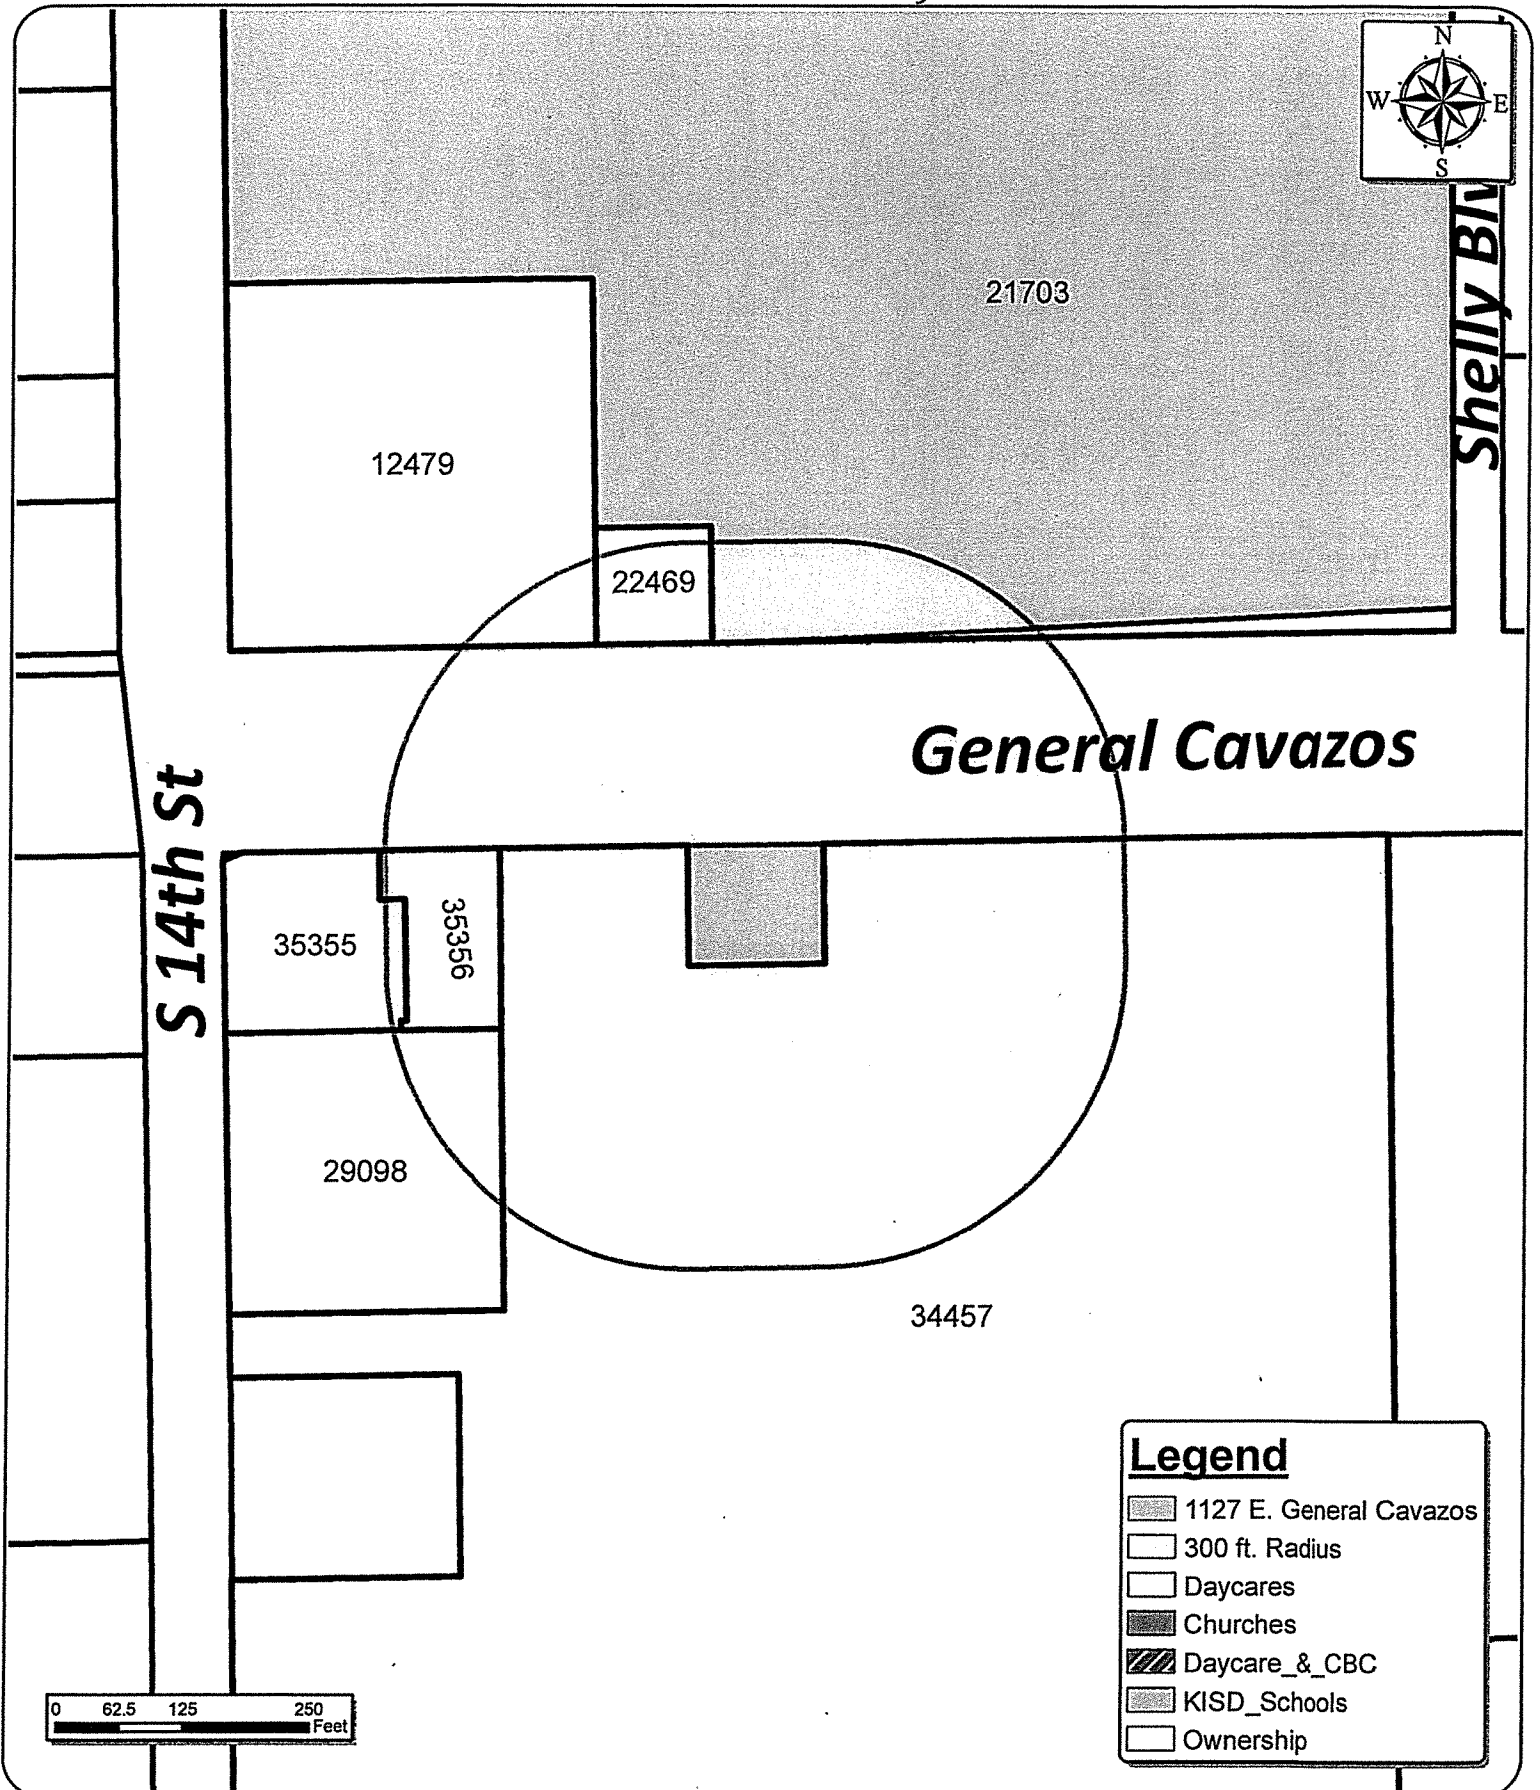 N
W E
S
Shelly Blv
21703
12479
22469
General Cavazos
S 14th St
35355
35356
29098
34457
Legend
1127 E. General Cavazos
300 ft. Radius
Daycares
Churches
Daycare_&_CBC
KISD_Schools
Ownership
0 62.5 125 250
Feet